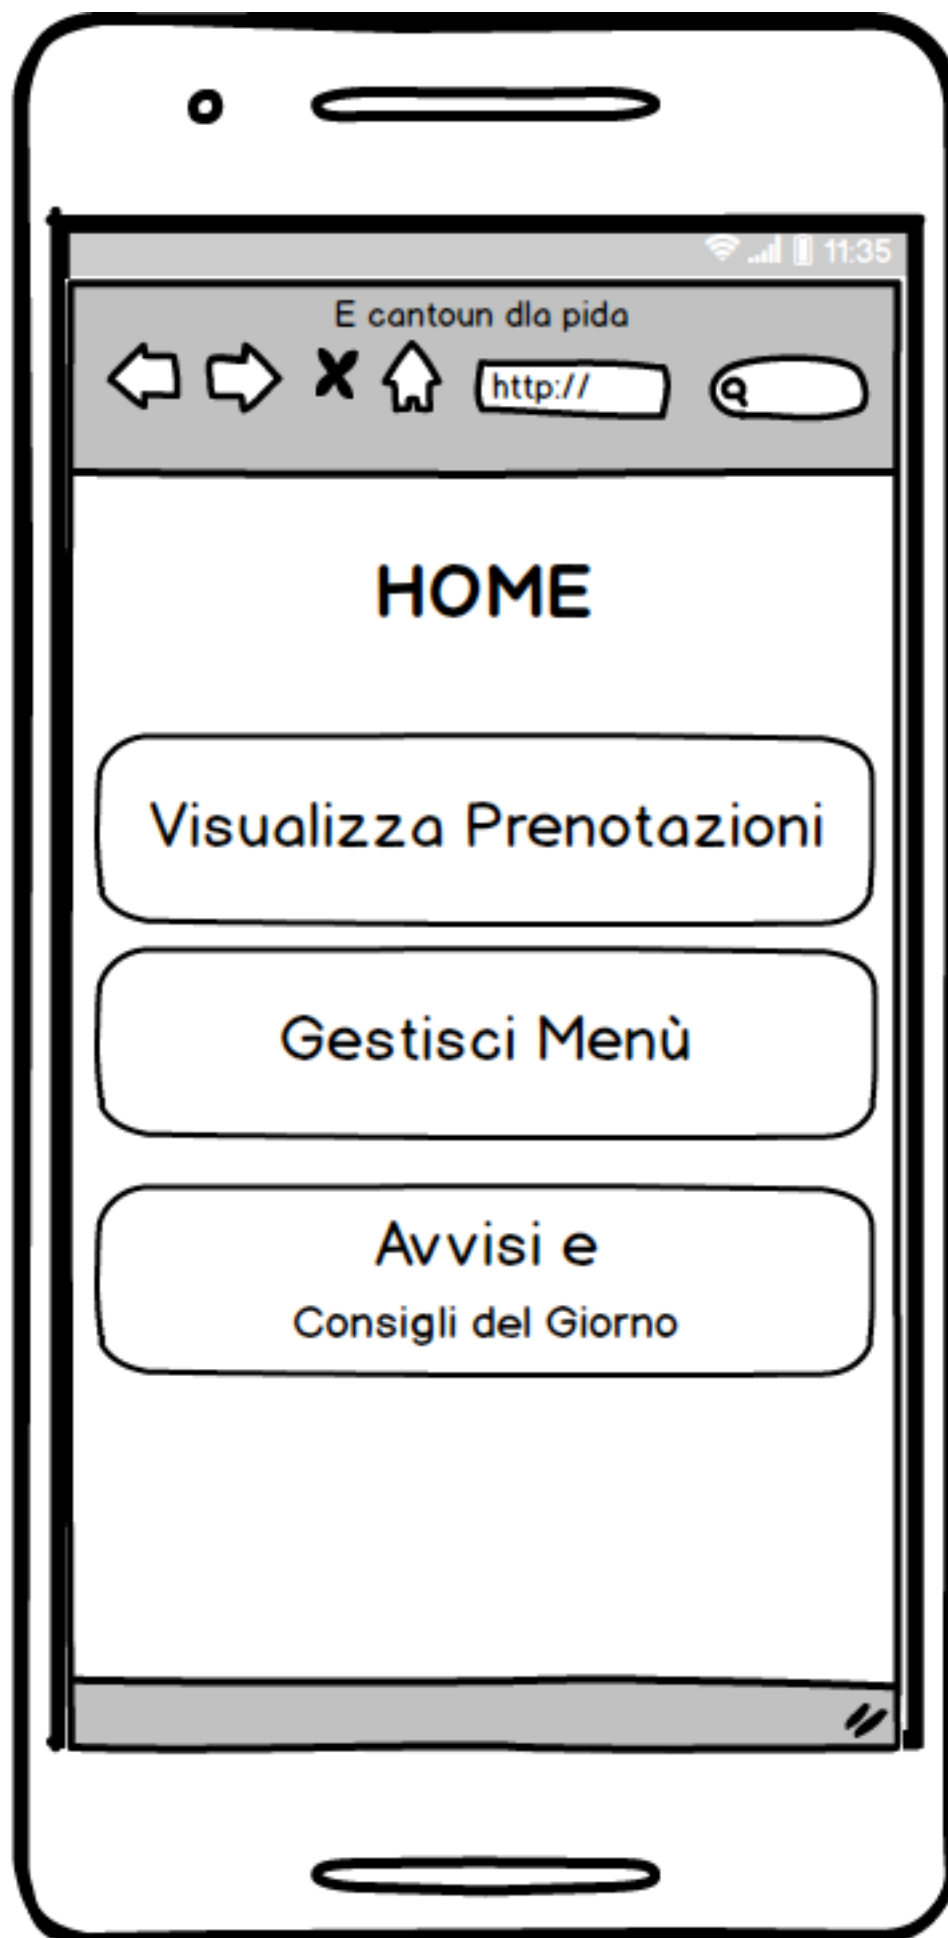 11:35
E cantoun dla pida
http://
HOME
Visualizza Prenotazioni
Gestisci Menù
Avvisi e
Consigli del Giorno